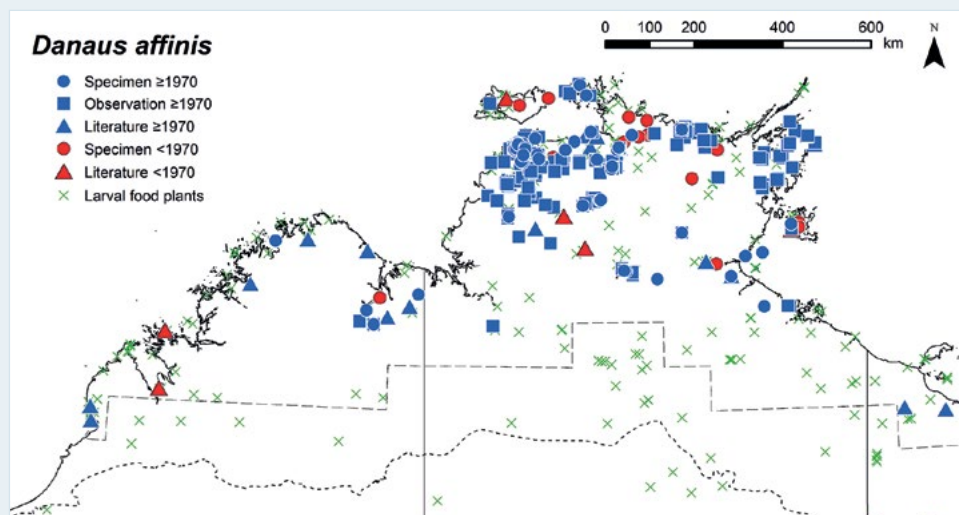 Danaus affinis
Specimen ≥1970
Observation ≥1970
Literature ≥1970
Specimen <1970
Literature <1970
Larval food plants
0 100 200 400 600
km
N